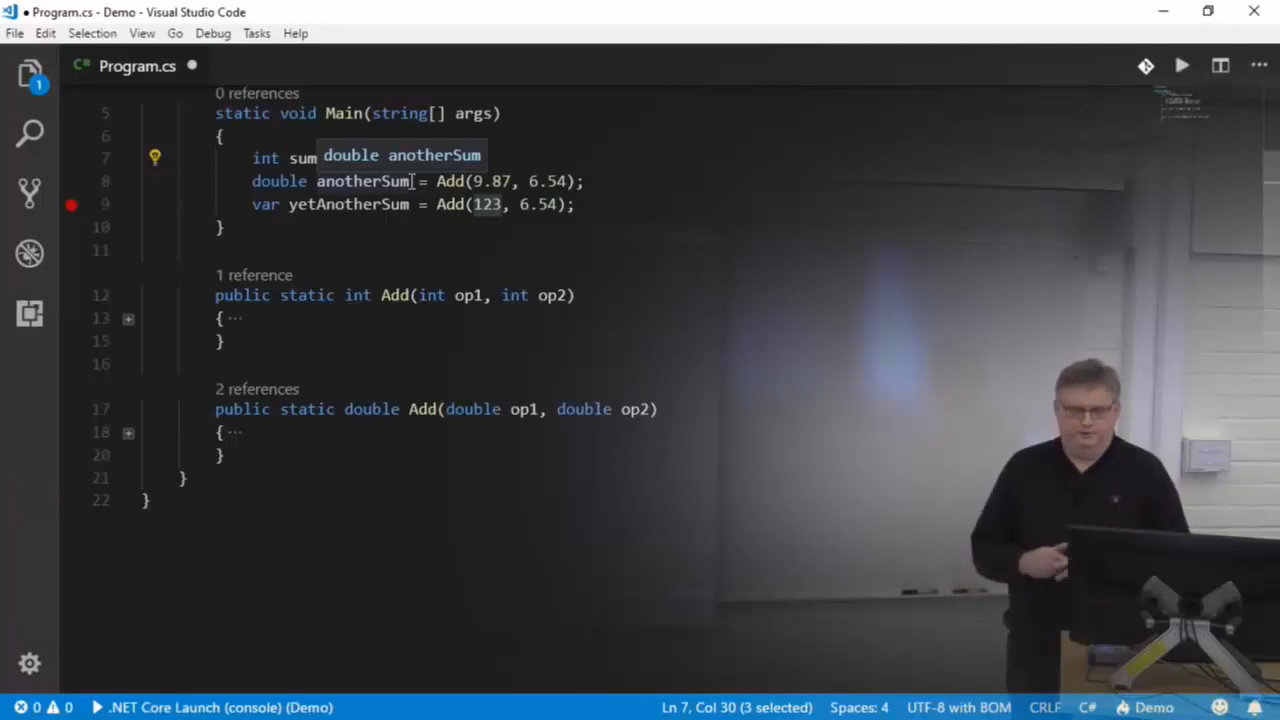 Program.cs - Demo - Visual Studio Code
File Edit Selection View Go Debug Tasks Help
C# Program.cs
1
0 references
5 static void Main(string[] args)
6 {
7 int sum
double anotherSum
8 double anotherSum = Add(9.87, 6.54);
9 var yetAnotherSum = Add(123, 6.54);
10 }
11
1 reference
12 public static int Add(int op1, int op2)
13 { ...
15 }
16
2 references
17 public static double Add(double op1, double op2)
18 { ...
20 }
21 }
22 }
0 0 .NET Core Launch (console) (Demo) Ln 7, Col 30 (3 selected) Spaces: 4 UTF-8 with BOM CRLF C# Demo